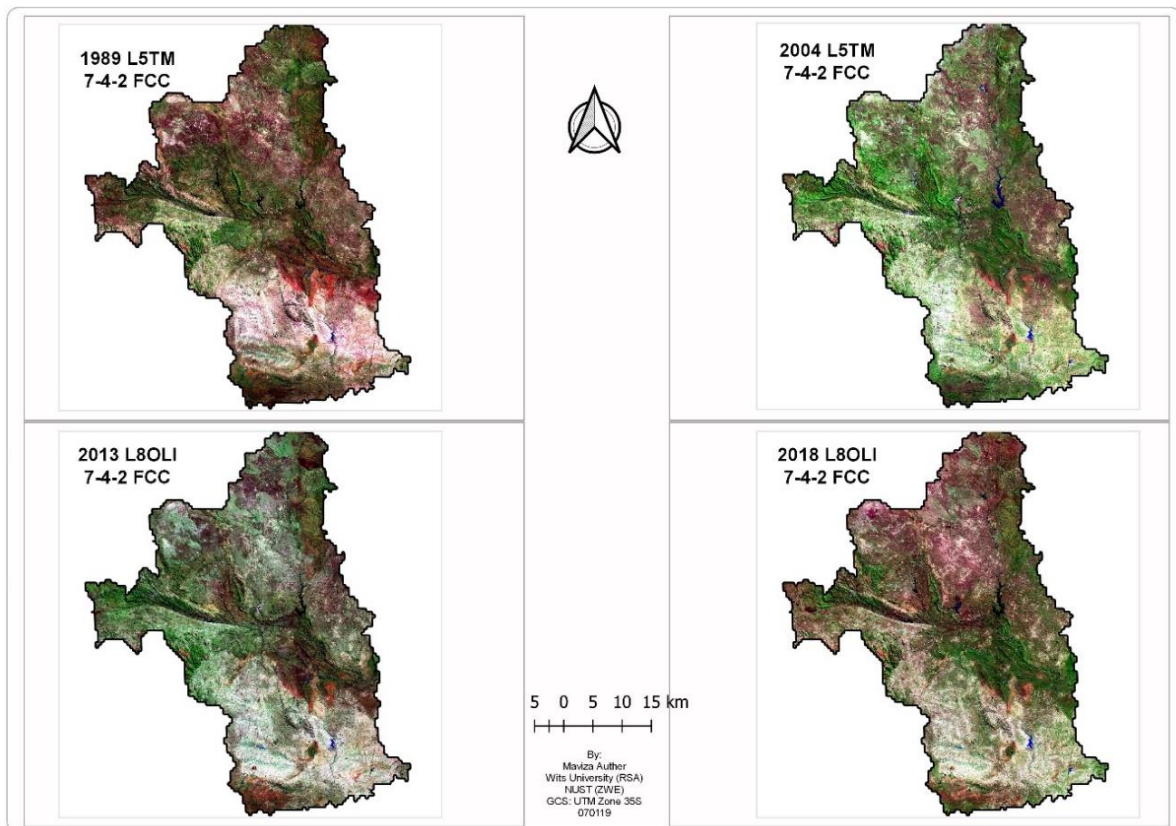 1989 L5TM
7-4-2 FCC
2004 L5TM
7-4-2 FCC
2013 L8OLI
7-4-2 FCC
2018 L8OLI
7-4-2 FCC
5 0 5 10 15 km
By:
Maviza Auther
Wits University (RSA)
NUST (ZWE)
GCS: UTM Zone 35S
070119